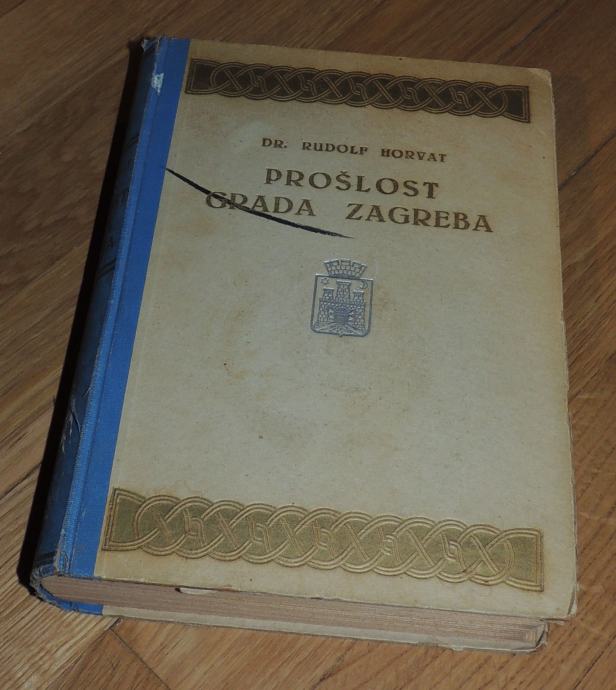 DR. RUDOLF HORVAT
PROŠLOST
GRADA ZAGREBA